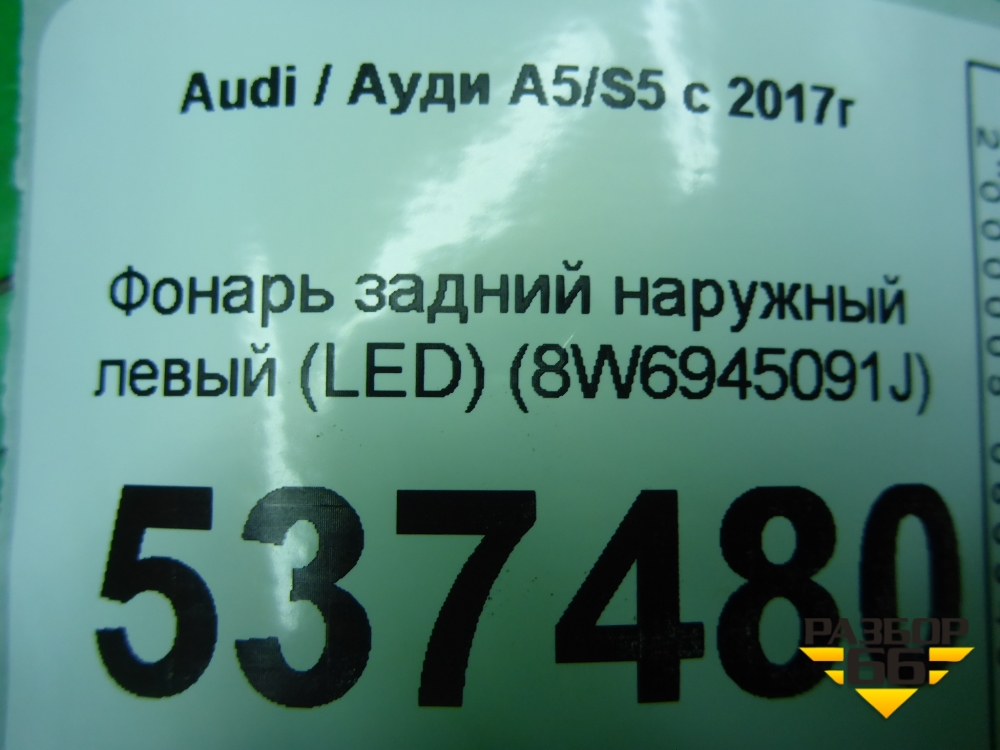 Audi / Ауди A5/S5 с 2017г
Фонарь задний наружный
левый (LED) (8W6945091J)
537480
РАЗБОР
66